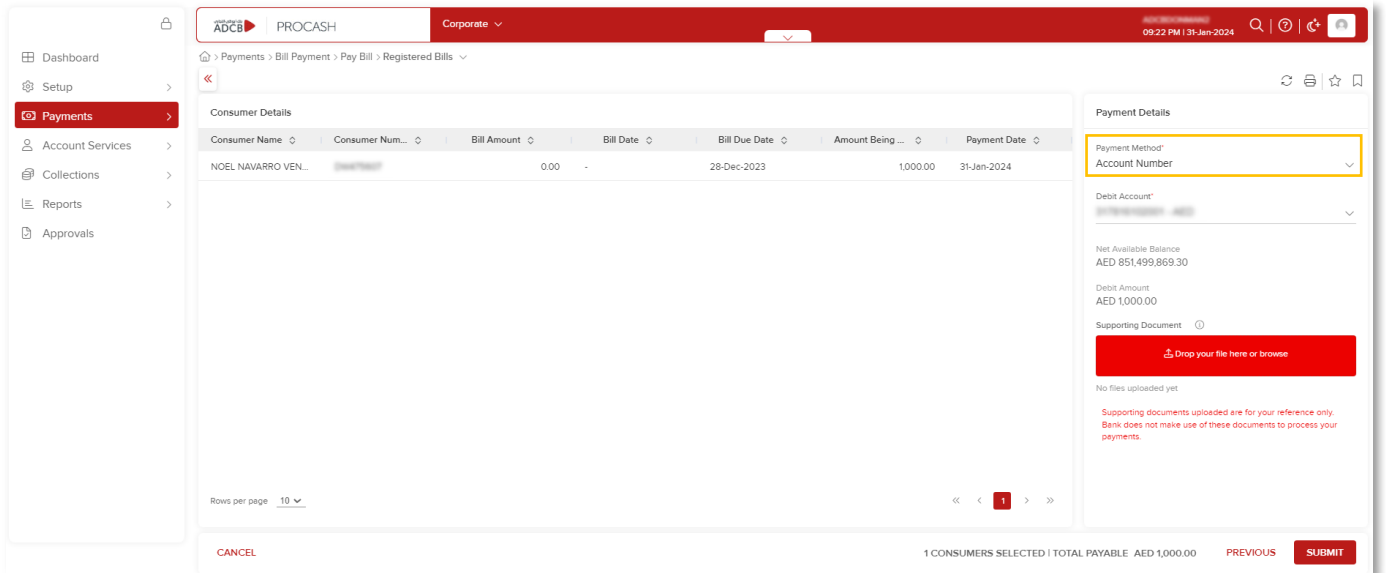 ADCB
PROCASH
Corporate
09:22 PM | 31-Jan-2024
Dashboard
Setup
Payments
Account Services
Collections
Reports
Approvals
> Payments > Bill Payment > Pay Bill > Registered Bills
Consumer Details
Consumer Name Consumer Num... Bill Amount Bill Date Bill Due Date Amount Being ... Payment Date
NOEL NAVARRO VEN... 0.00 - 28-Dec-2023 1,000.00 31-Jan-2024
Rows per page 10
1
Payment Details
Payment Method*
Account Number
Debit Account*
Net Available Balance
AED 851,499,869.30
Debit Amount
AED 1,000.00
Supporting Document
Drop your file here or browse
No files uploaded yet
Supporting documents uploaded are for your reference only.
Bank does not make use of these documents to process your
payments.
CANCEL
1 CONSUMERS SELECTED | TOTAL PAYABLE AED 1,000.00
PREVIOUS
SUBMIT